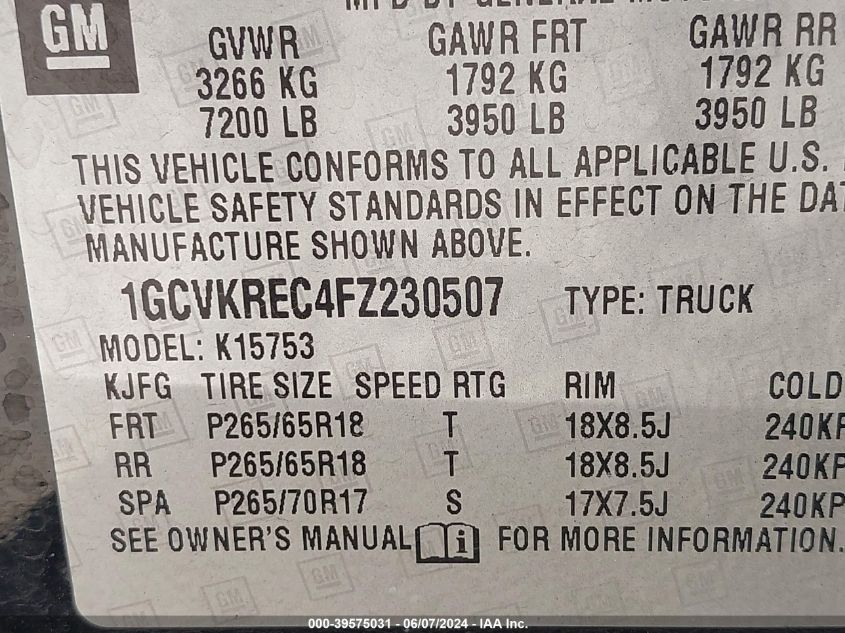 GM
GVWR GAWR FRT GAWR RR
3266 KG 1792 KG 1792 KG
7200 LB 3950 LB 3950 LB
THIS VEHICLE CONFORMS TO ALL APPLICABLE U.S.
VEHICLE SAFETY STANDARDS IN EFFECT ON THE DAT
MANUFACTURE SHOWN ABOVE.
1GCVKREC4FZ230507 TYPE: TRUCK
MODEL: K15753
KJFG TIRE SIZE SPEED RTG RIM COLD
FRT P265/65R18 T 18X8.5J 240KP
RR P265/65R18 T 18X8.5J 240KP
SPA P265/70R17 S 17X7.5J 240KP
SEE OWNER'S MANUAL i FOR MORE INFORMATION.
000-39575031 - 06/07/2024 - IAA Inc.